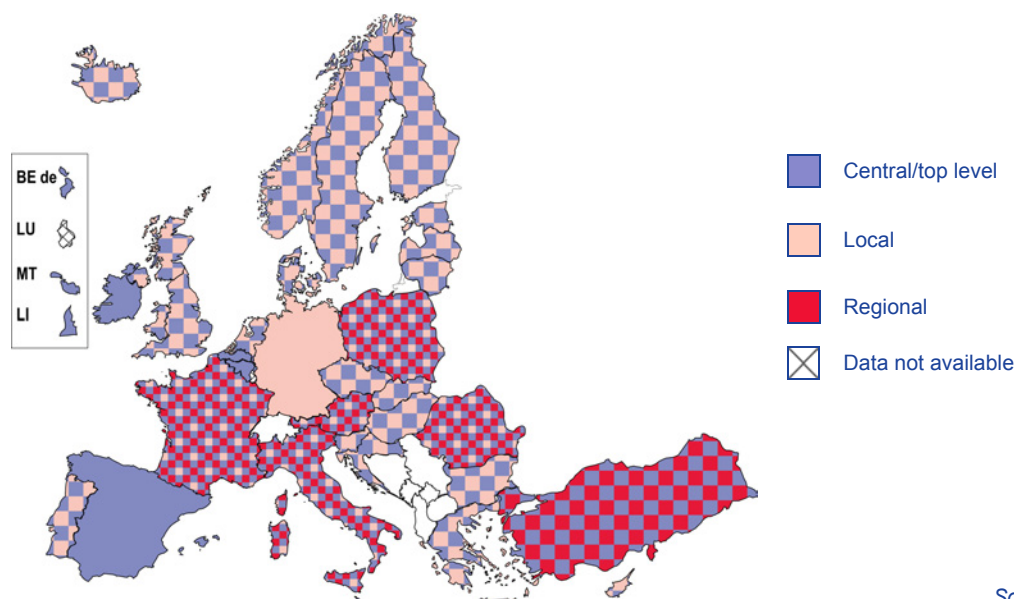 BE de
LU
MT
LI
Central/top level
Local
Regional
Data not available